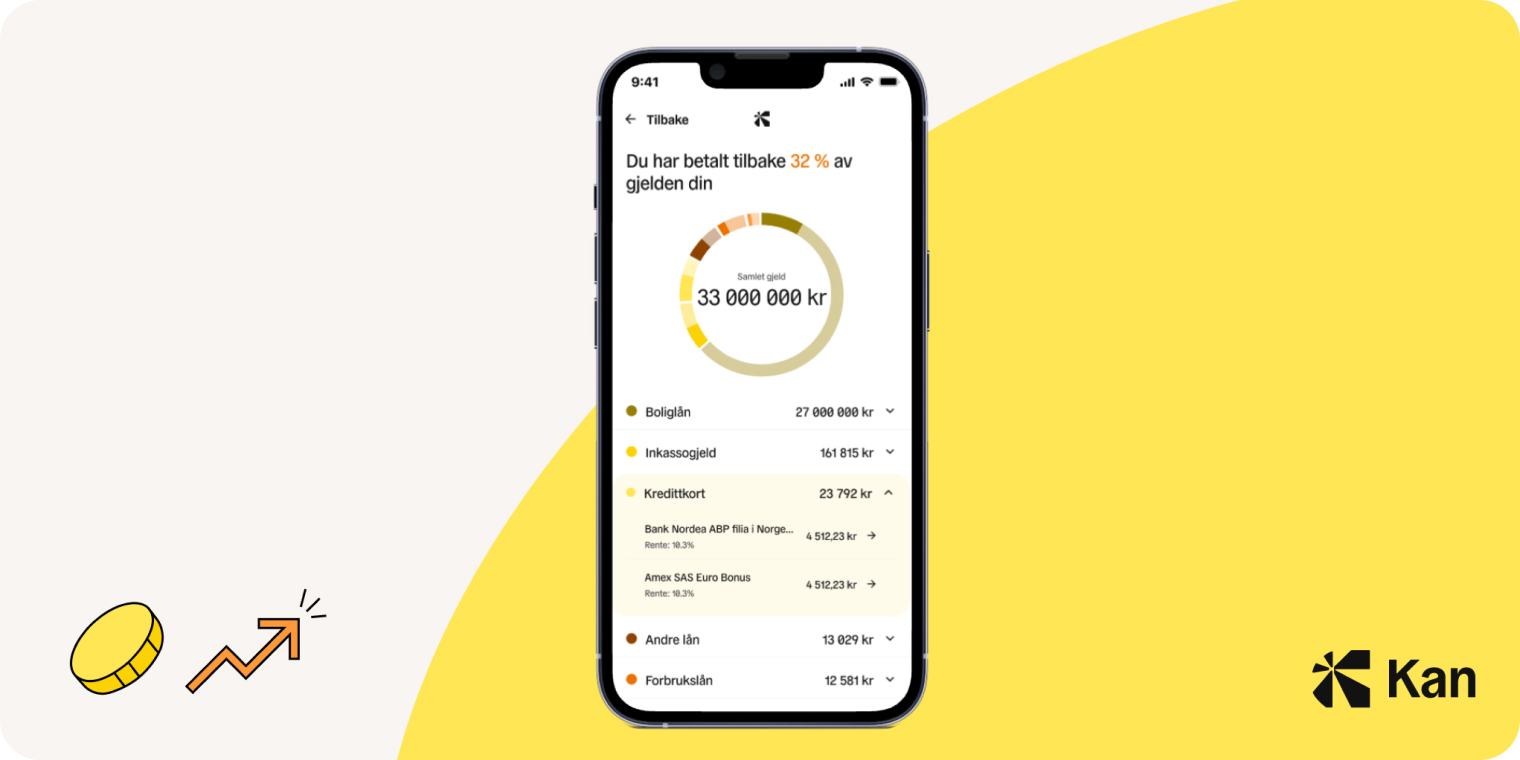 9:41
Tilbake
Du har betalt tilbake 32 % av
gjelden din
Samlet gjeld
33 000 000 kr
Boliglån 27 000 000 kr
Inkassogjeld 161 815 kr
Kredittkort 23 792 kr
Bank Nordea ABP filia i Norge... 4 512,23 kr
Rente: 10.3%
Amex SAS Euro Bonus 4 512,23 kr
Rente: 10.3%
Andre lån 13 029 kr
Forbrukslån 12 581 kr
Kan